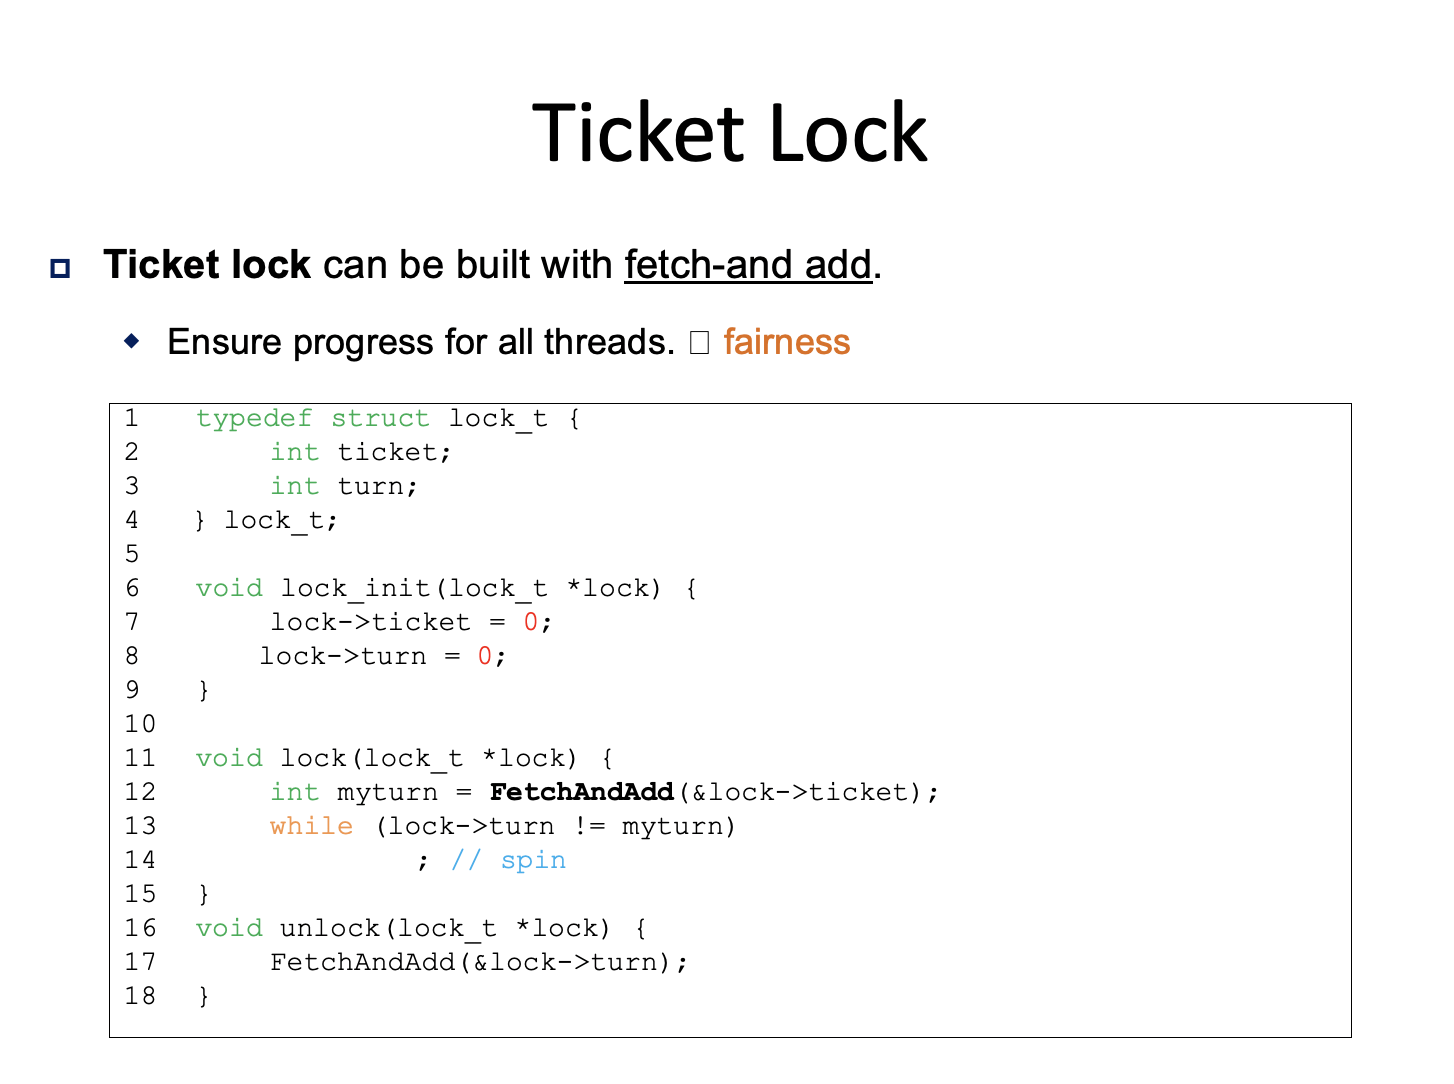 Ticket Lock
Ticket lock can be built with fetch-and add.
Ensure progress for all threads. □ fairness
1 typedef struct lock_t {
2 int ticket;
3 int turn;
4 } lock_t;
5
6 void lock_init(lock_t *lock) {
7 lock->ticket = 0;
8 lock->turn = 0;
9 }
10
11 void lock(lock_t *lock) {
12 int myturn = FetchAndAdd(&lock->ticket);
13 while (lock->turn != myturn)
14 ; // spin
15 }
16 void unlock(lock_t *lock) {
17 FetchAndAdd(&lock->turn);
18 }